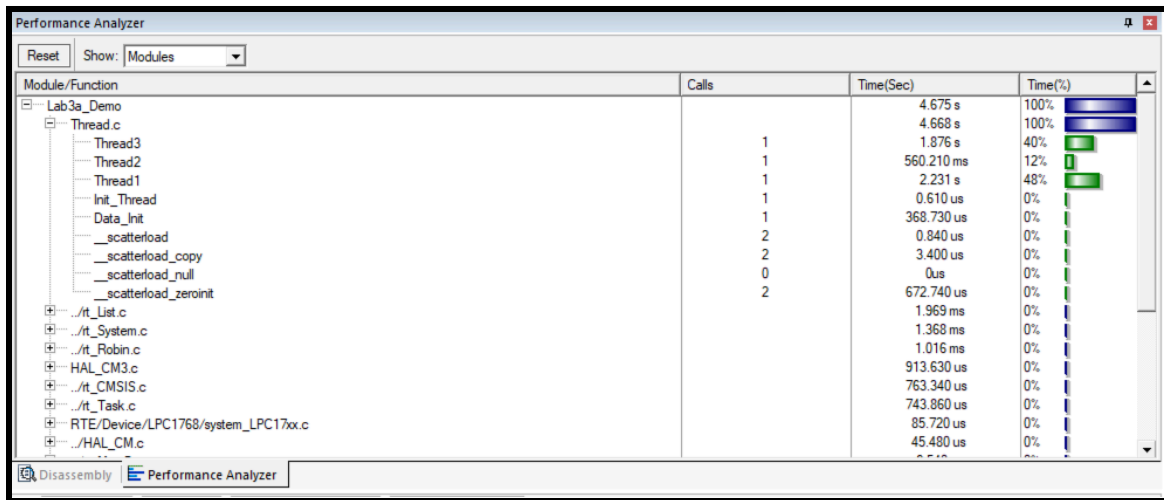 Performance Analyzer
Reset Show: Modules
Module/Function Calls Time(Sec) Time(%)
Lab3a_Demo 4.675 s 100%
Thread.c 4.668 s 100%
Thread3 1 1.876 s 40%
Thread2 1 560.210 ms 12%
Thread1 1 2.231 s 48%
Init_Thread 1 0.610 us 0%
Data_Init 1 368.730 us 0%
__scatterload 2 0.840 us 0%
__scatterload_copy 2 3.400 us 0%
__scatterload_null 0 0us 0%
__scatterload_zeroinit 2 672.740 us 0%
../rt_List.c 1.969 ms 0%
../rt_System.c 1.368 ms 0%
../rt_Robin.c 1.016 ms 0%
HAL_CM3.c 913.630 us 0%
../rt_CMSIS.c 763.340 us 0%
../rt_Task.c 743.860 us 0%
RTE/Device/LPC1768/system_LPC17xx.c 85.720 us 0%
../HAL_CM.c 45.480 us 0%
Disassembly Performance Analyzer